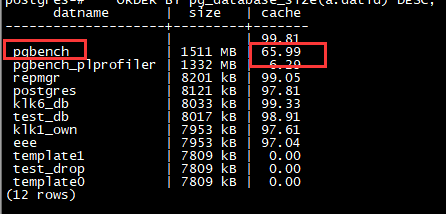 postgres-# ORDER BY pg_database_size(a.datid) DESC;
datname | size | cache
--------------------+---------+-------
| | 99.81
pgbench | 1511 MB | 65.99
pgbench_plprofiler | 1332 MB | 6.20
repmgr | 8201 kB | 99.05
postgres | 8121 kB | 97.81
klk6_db | 8033 kB | 99.33
test_db | 8017 kB | 98.91
klk1_own | 7953 kB | 97.61
eee | 7953 kB | 97.04
template1 | 7809 kB | 0.00
test_drop | 7809 kB | 0.00
template0 | 7809 kB | 0.00
(12 rows)